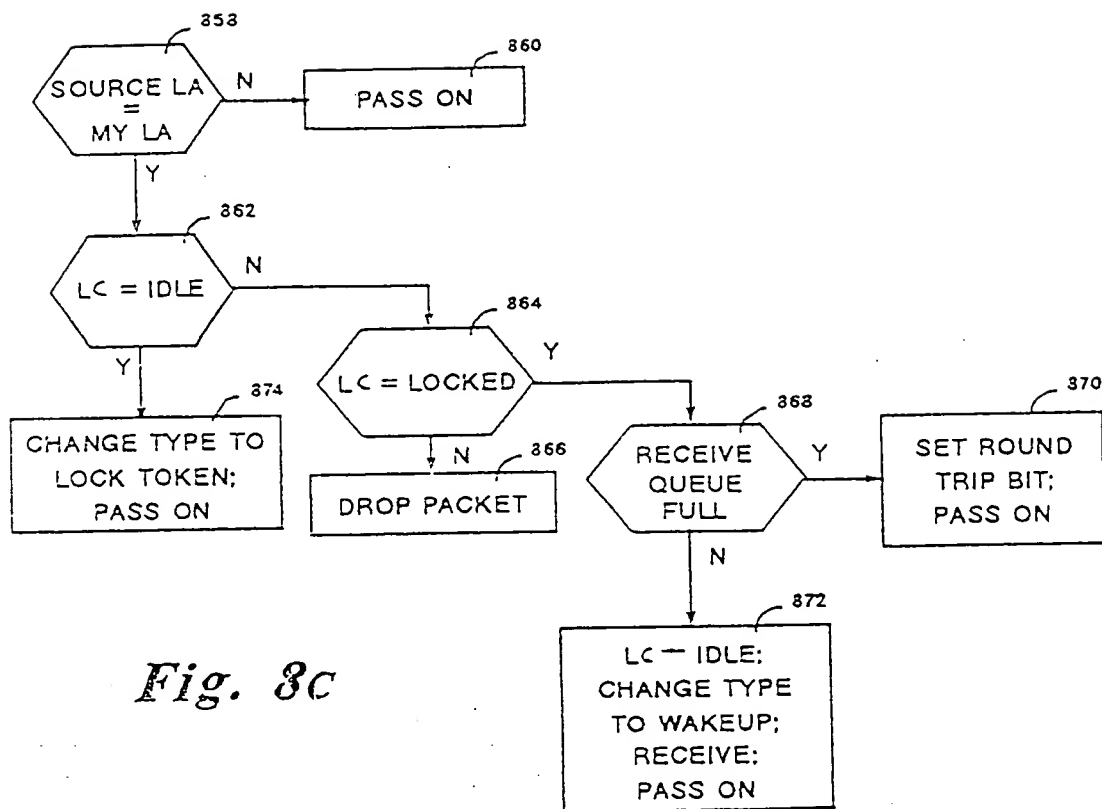 858
SOURCE LA
=
MY LA
N
860
PASS ON
Y
862
LC = IDLE
N
864
LC = LOCKED
Y
Y
874
CHANGE TYPE TO
LOCK TOKEN;
PASS ON
N
866
DROP PACKET
868
RECEIVE
QUEUE
FULL
Y
870
SET ROUND
TRIP BIT;
PASS ON
N
872
LC — IDLE;
CHANGE TYPE
TO WAKEUP;
RECEIVE;
PASS ON
Fig. 8c